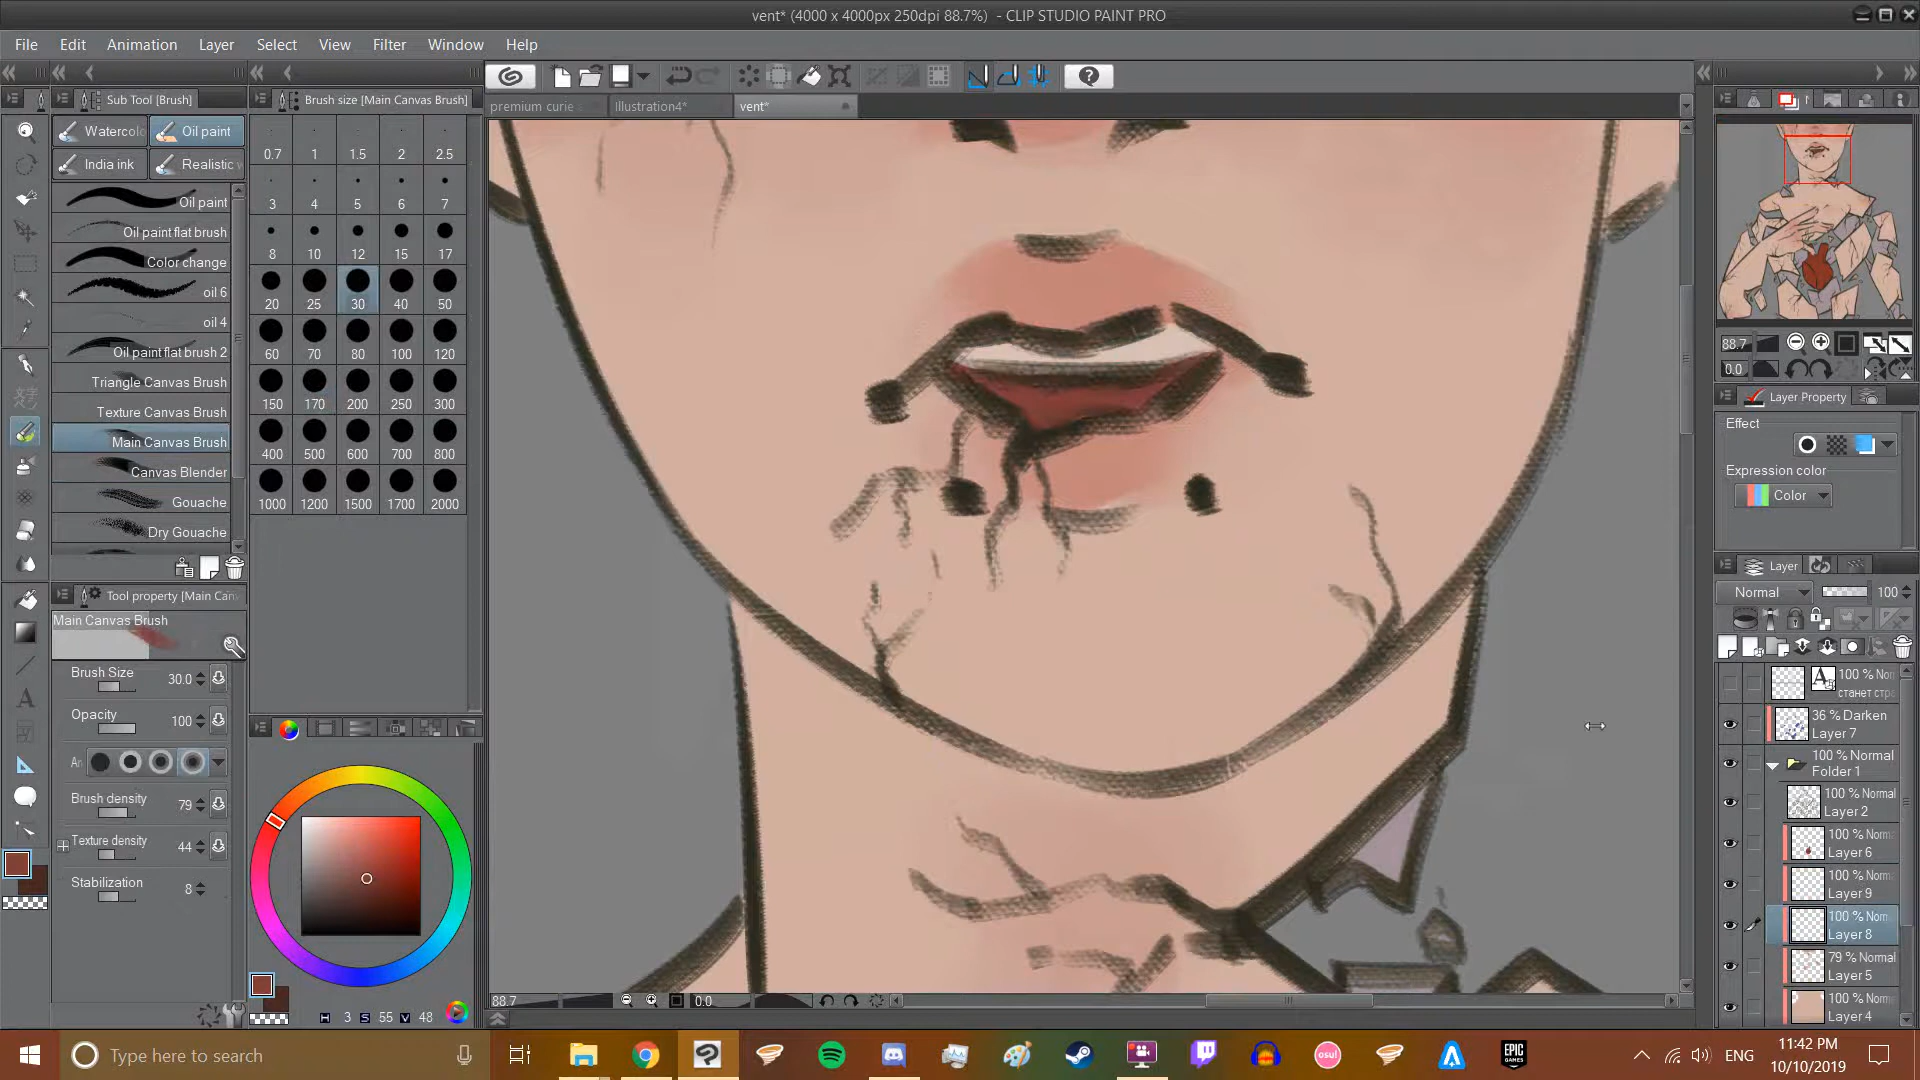 vent* (4000 x 4000px 250dpi 88.7%) - CLIP STUDIO PAINT PRO
File Edit Animation Layer Select View Filter Window Help
Sub Tool [Brush]
Brush size [Main Canvas Brush]
premium curie Illustration4* vent*
Watercolo Oil paint
India ink Realistic w
Oil paint
Oil paint flat brush
Color change
oil 6
oil 4
Oil paint flat brush 2
Triangle Canvas Brush
Texture Canvas Brush
Main Canvas Brush
Canvas Blender
Gouache
Dry Gouache
0.7 1 1.5 2 2.5
3 4 5 6 7
8 10 12 15 17
20 25 30 40 50
60 70 80 100 120
150 170 200 250 300
400 500 600 700 800
1000 1200 1500 1700 2000
Tool property [Main Canv
Main Canvas Brush
Brush Size 30.0
Opacity 100
An
Brush density 79
Texture density 44
Stabilization 8
H 3 S 55 V 48
88.7 0.0
88.7
0.0
Layer Property
Effect
Expression color
Color
Layer
Normal 100
100 % Nor
станет стра
36 % Darken
Layer 7
100 % Normal
Folder 1
100 % Normal
Layer 2
100 % Norm
Layer 6
100 % Norm
Layer 9
100 % Norm
Layer 8
79 % Normal
Layer 5
100 % Norm
Layer 4
Type here to search
osu!
EPIC
GAMES
ENG
11:42 PM
10/10/2019